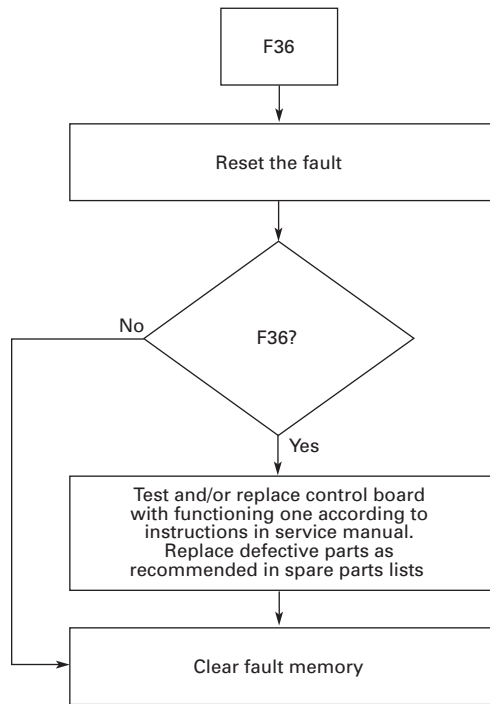 F36
Reset the fault
F36?
No
Yes
Test and/or replace control board
with functioning one according to
instructions in service manual.
Replace defective parts as
recommended in spare parts lists
Clear fault memory